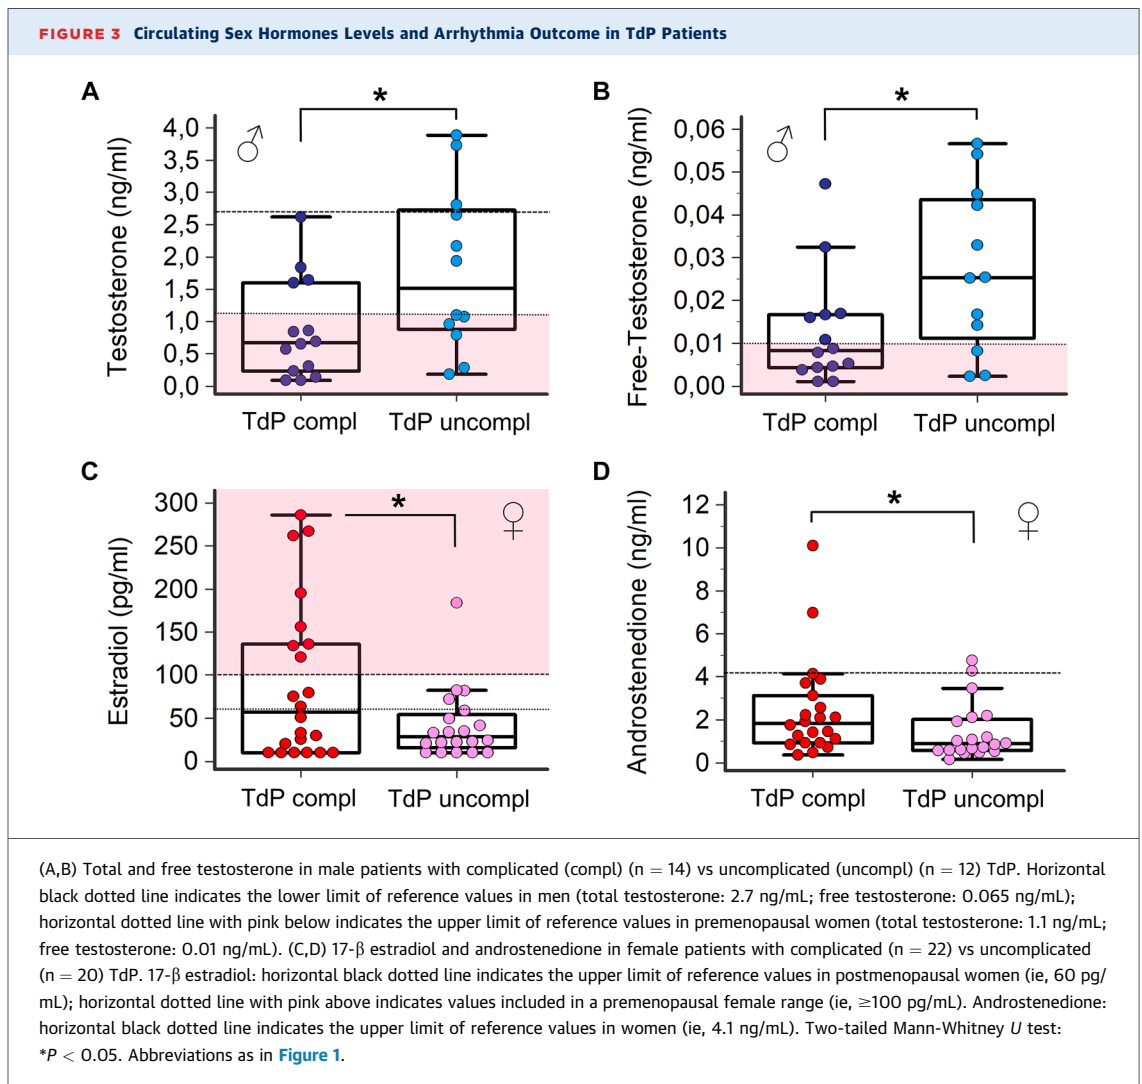 FIGURE 3 Circulating Sex Hormones Levels and Arrhythmia Outcome in TdP Patients
A
*
♂
Testosterone (ng/ml)
4,0
3,5
3,0
2,5
2,0
1,5
1,0
0,5
0,0
TdP compl TdP uncompl
B
*
♂
Free-Testosterone (ng/ml)
0,06
0,05
0,04
0,03
0,02
0,01
0,00
TdP compl TdP uncompl
C
*
♀
Estradiol (pg/ml)
300
250
200
150
100
50
0
TdP compl TdP uncompl
D
*
♀
Androstenedione (ng/ml)
12
10
8
6
4
2
0
TdP compl TdP uncompl
(A,B) Total and free testosterone in male patients with complicated (compl) (n = 14) vs uncomplicated (uncompl) (n = 12) TdP. Horizontal
black dotted line indicates the lower limit of reference values in men (total testosterone: 2.7 ng/mL; free testosterone: 0.065 ng/mL);
horizontal dotted line with pink below indicates the upper limit of reference values in premenopausal women (total testosterone: 1.1 ng/mL;
free testosterone: 0.01 ng/mL). (C,D) 17-β estradiol and androstenedione in female patients with complicated (n = 22) vs uncomplicated
(n = 20) TdP. 17-β estradiol: horizontal black dotted line indicates the upper limit of reference values in postmenopausal women (ie, 60 pg/
mL); horizontal dotted line with pink above indicates values included in a premenopausal female range (ie, ≥100 pg/mL). Androstenedione:
horizontal black dotted line indicates the upper limit of reference values in women (ie, 4.1 ng/mL). Two-tailed Mann-Whitney U test:
*P < 0.05. Abbreviations as in Figure 1.